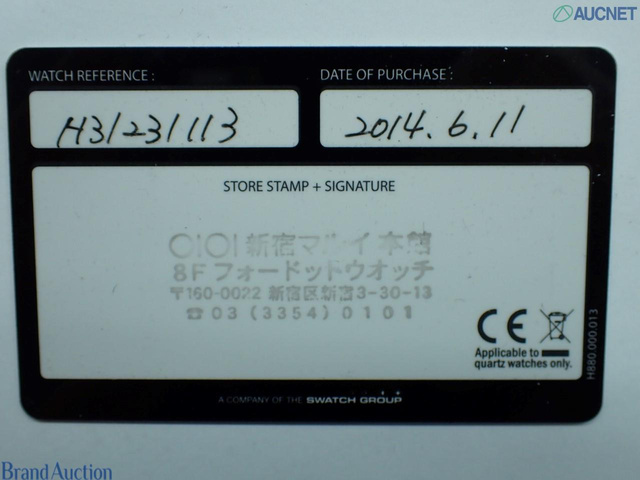 AUCNET
WATCH REFERENCE :
DATE OF PURCHASE :
H31231113
2014.6.11
STORE STAMP + SIGNATURE
OIOI 新宿マルイ本館
8F フォードットウオッチ
〒160-0022 新宿区新宿3-30-13
☎03(3354)0101
CE
Applicable to
quartz watches only.
H880.000.013
A COMPANY OF THE SWATCH GROUP
Brand Auction